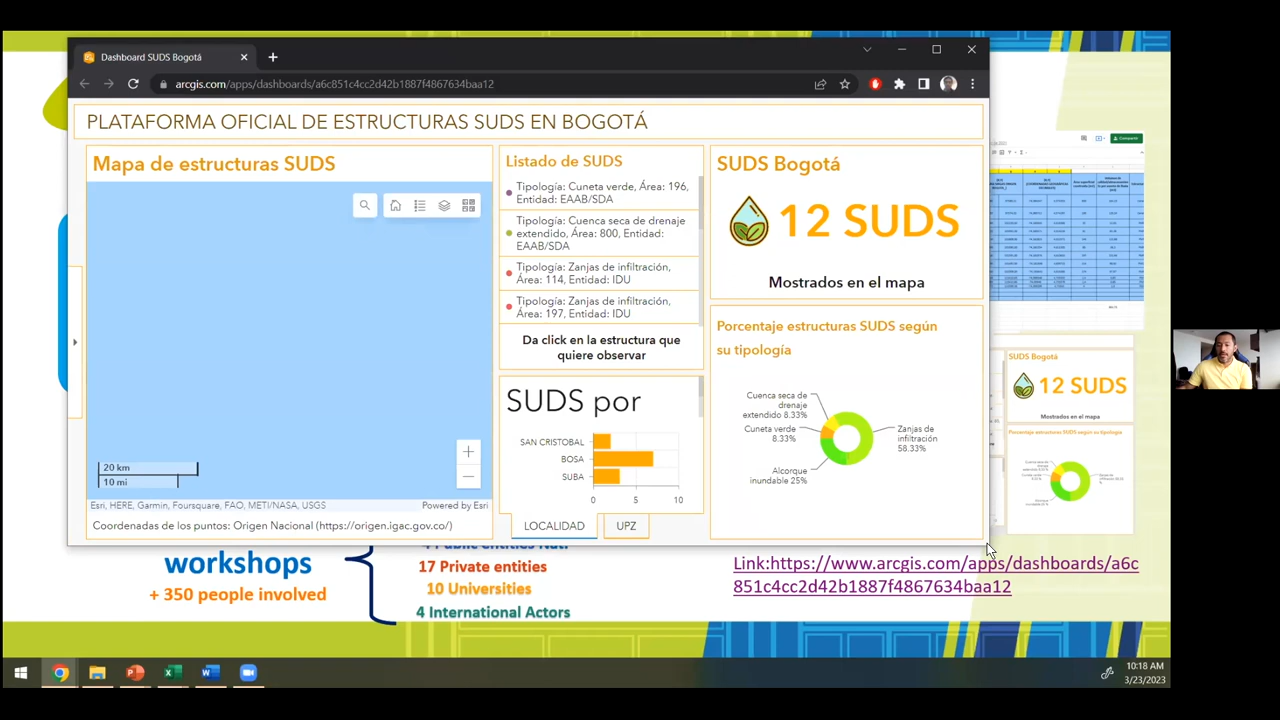 Dashboard SUDS Bogotá
arcgis.com/apps/dashboards/a6c851c4cc2d42b1887f4867634baa12
PLATAFORMA OFICIAL DE ESTRUCTURAS SUDS EN BOGOTÁ
Mapa de estructuras SUDS
20 km
10 mi
Esri, HERE, Garmin, Foursquare, FAO, METI/NASA, USGS
Powered by Esri
Coordenadas de los puntos: Origen Nacional (https://origen.igac.gov.co/)
Listado de SUDS
Tipología: Cuneta verde, Área: 196,
Entidad: EAAB/SDA
Tipología: Cuenca seca de drenaje
extendido, Área: 800, Entidad:
EAAB/SDA
Tipología: Zanjas de infiltración,
Área: 114, Entidad: IDU
Tipología: Zanjas de infiltración,
Área: 197, Entidad: IDU
Da click en la estructura que
quiere observar
SUDS por
SAN CRISTOBAL
BOSA
SUBA
0 5 10
LOCALIDAD
UPZ
SUDS Bogotá
12 SUDS
Mostrados en el mapa
Porcentaje estructuras SUDS según
su tipología
Cuenca seca de
drenaje
extendido 8.33%
Cuneta verde
8.33%
Alcorque
inundable 25%
Zanjas de
infiltración
58.33%
Compartir
SUDS Bogotá
12 SUDS
Mostrados en el mapa
Porcentaje estructuras SUDS según su tipología
workshops
+ 350 people involved
17 Private entities
10 Universities
4 International Actors
Link:https://www.arcgis.com/apps/dashboards/a6c
851c4cc2d42b1887f4867634baa12
10:18 AM
3/23/2023